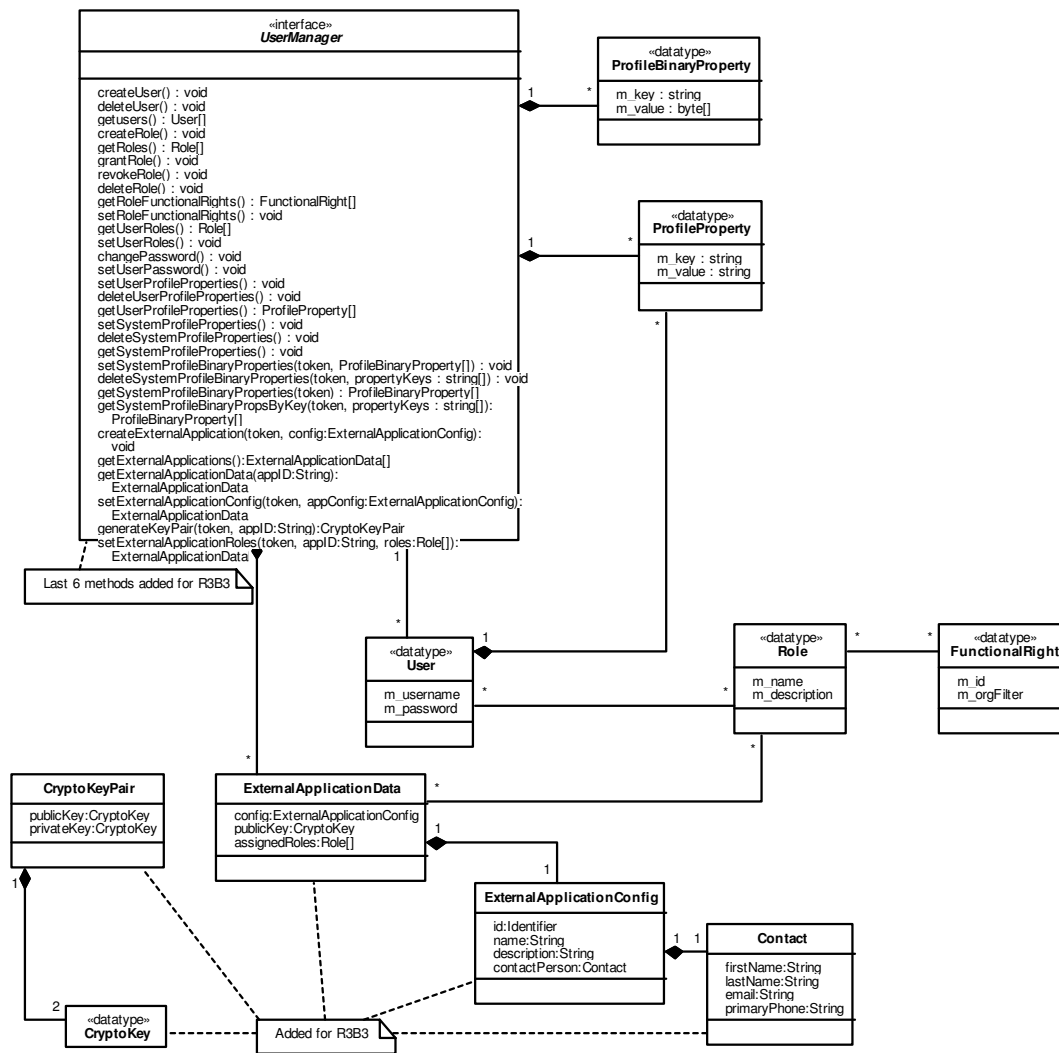 «interface»
UserManager
createUser() : void
deleteUser() : void
getusers() : User[]
createRole() : void
getRoles() : Role[]
grantRole() : void
revokeRole() : void
deleteRole() : void
getRoleFunctionalRights() : FunctionalRight[]
setRoleFunctionalRights() : void
getUserRoles() : Role[]
setUserRoles() : void
changePassword() : void
setUserPassword() : void
setUserProfileProperties() : void
deleteUserProfileProperties() : void
getUserProfileProperties() : ProfileProperty[]
setSystemProfileProperties() : void
deleteSystemProfileProperties() : void
getSystemProfileProperties() : void
setSystemProfileBinaryProperties(token, ProfileBinaryProperty[]) : void
deleteSystemProfileBinaryProperties(token, propertyKeys : string[]) : void
getSystemProfileBinaryProperties(token) : ProfileBinaryProperty[]
getSystemProfileBinaryPropsByKey(token, propertyKeys : string[]):
ProfileBinaryProperty[]
createExternalApplication(token, config:ExternalApplicationConfig):
void
getExternalApplications():ExternalApplicationData[]
getExternalApplicationData(appID:String):
ExternalApplicationData
setExternalApplicationConfig(token, appConfig:ExternalApplicationConfig):
ExternalApplicationData
generateKeyPair(token, appID:String):CryptoKeyPair
setExternalApplicationRoles(token, appID:String, roles:Role[]):
ExternalApplicationData
1
*
«datatype»
ProfileBinaryProperty
m_key : string
m_value : byte[]
1
*
«datatype»
ProfileProperty
m_key : string
m_value : string
*
Last 6 methods added for R3B3
1
*
«datatype»
User
m_username
m_password
1
*
*
«datatype»
Role
m_name
m_description
*
*
*
«datatype»
FunctionalRight
m_id
m_orgFilter
CryptoKeyPair
publicKey:CryptoKey
privateKey:CryptoKey
1
2
«datatype»
CryptoKey
*
ExternalApplicationData
config:ExternalApplicationConfig
publicKey:CryptoKey
assignedRoles:Role[]
*
1
1
ExternalApplicationConfig
id:Identifier
name:String
description:String
contactPerson:Contact
1
1
Contact
firstName:String
lastName:String
email:String
primaryPhone:String
Added for R3B3